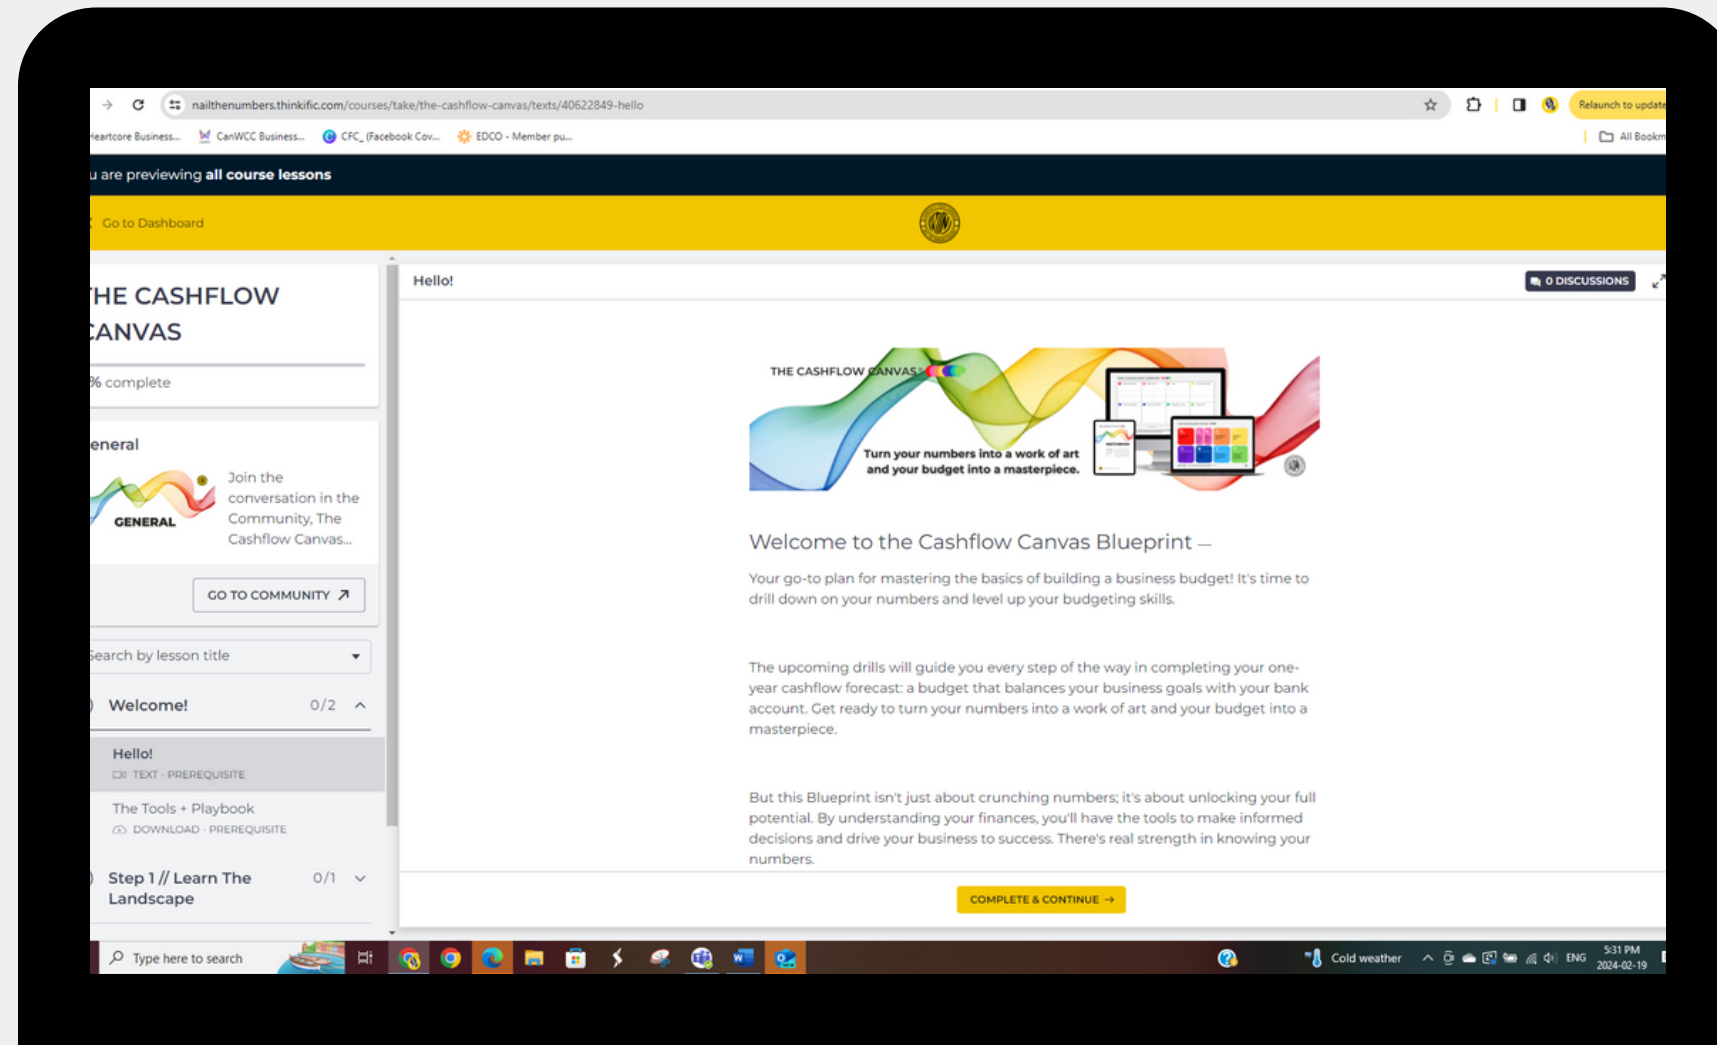 nailthenumbers.thinkific.com/courses/take/the-cashflow-canvas/texts/40622849-hello
Relaunch to update
Heartcore Business...
CanWCC Business...
CFC_ (Facebook Cov...
EDCO - Member pu...
All Bookm
u are previewing all course lessons
Go to Dashboard
HE CASHFLOW
CANVAS
% complete
eneral
GENERAL
Join the
conversation in the
Community, The
Cashflow Canvas...
GO TO COMMUNITY
Search by lesson title
Welcome! 0/2
Hello!
TEXT · PREREQUISITE
The Tools + Playbook
DOWNLOAD · PREREQUISITE
Step 1 // Learn The 0/1
Landscape
Hello!
0 DISCUSSIONS
THE CASHFLOW CANVAS
Turn your numbers into a work of art
and your budget into a masterpiece.
Welcome to the Cashflow Canvas Blueprint —
Your go-to plan for mastering the basics of building a business budget! It's time to
drill down on your numbers and level up your budgeting skills.
The upcoming drills will guide you every step of the way in completing your one-
year cashflow forecast: a budget that balances your business goals with your bank
account. Get ready to turn your numbers into a work of art and your budget into a
masterpiece.
But this Blueprint isn't just about crunching numbers; it's about unlocking your full
potential. By understanding your finances, you'll have the tools to make informed
decisions and drive your business to success. There's real strength in knowing your
numbers.
COMPLETE & CONTINUE →
Type here to search
Cold weather
ENG
5:31 PM
2024-02-19